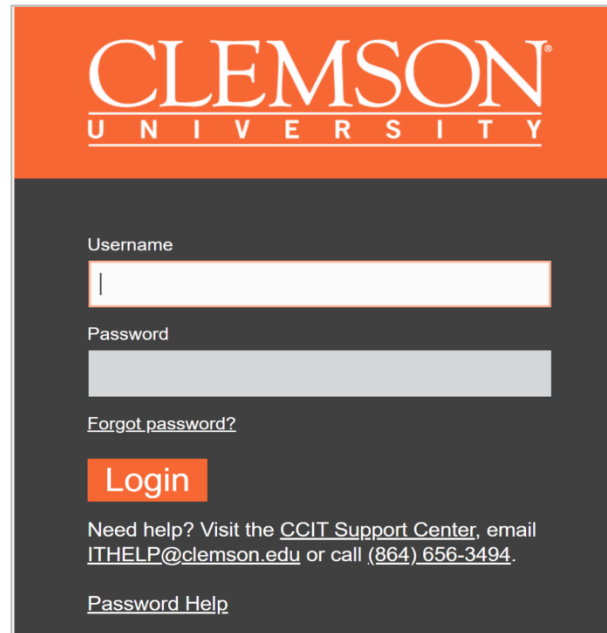 CLEMSON®
UNIVERSITY
Username
Password
Forgot password?
Login
Need help? Visit the CCIT Support Center, email
ITHELP@clemson.edu or call (864) 656-3494.
Password Help